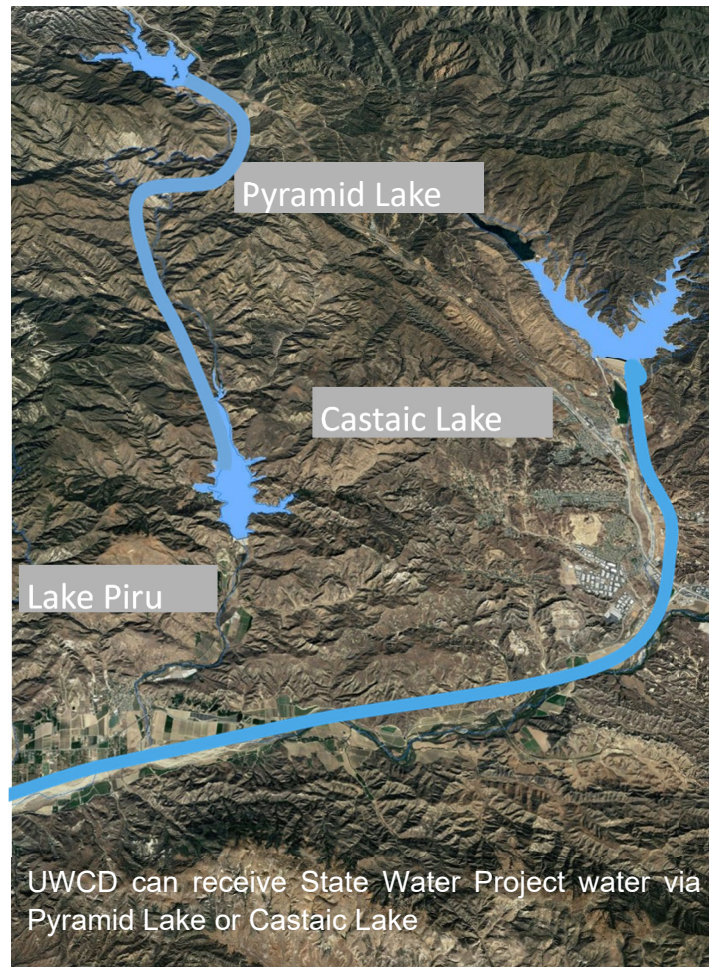 Pyramid Lake
Castaic Lake
Lake Piru
UWCD can receive State Water Project water via
Pyramid Lake or Castaic Lake